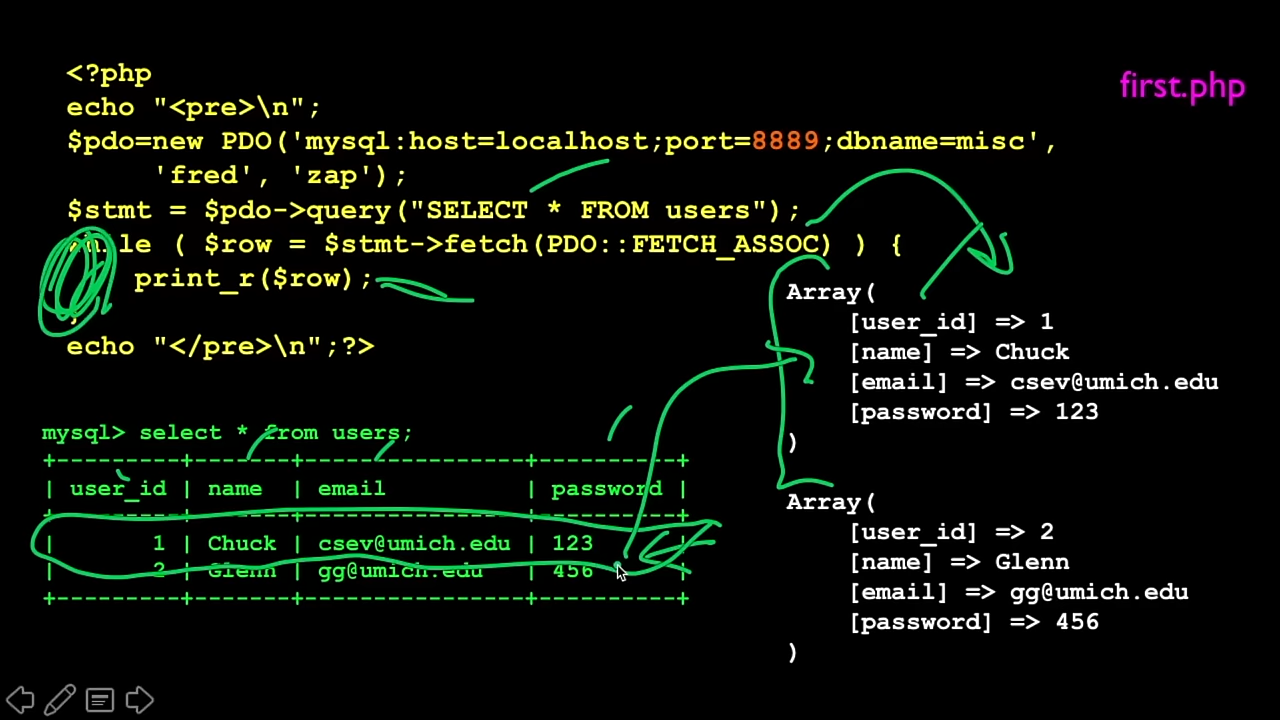 first.php
<?php
echo "<pre>\n";
$pdo=new PDO('mysql:host=localhost;port=8889;dbname=misc',
'fred', 'zap');
$stmt = $pdo->query("SELECT * FROM users");
while ( $row = $stmt->fetch(PDO::FETCH_ASSOC) ) {
print_r($row);
}
echo "</pre>\n";?>
mysql> select * from users;
+---------+-------+----------------+----------+
| user_id | name | email | password |
+---------+-------+----------------+----------+
| 1 | Chuck | csev@umich.edu | 123 |
| 2 | Glenn | gg@umich.edu | 456 |
+---------+-------+----------------+----------+
Array(
[user_id] => 1
[name] => Chuck
[email] => csev@umich.edu
[password] => 123
)
Array(
[user_id] => 2
[name] => Glenn
[email] => gg@umich.edu
[password] => 456
)